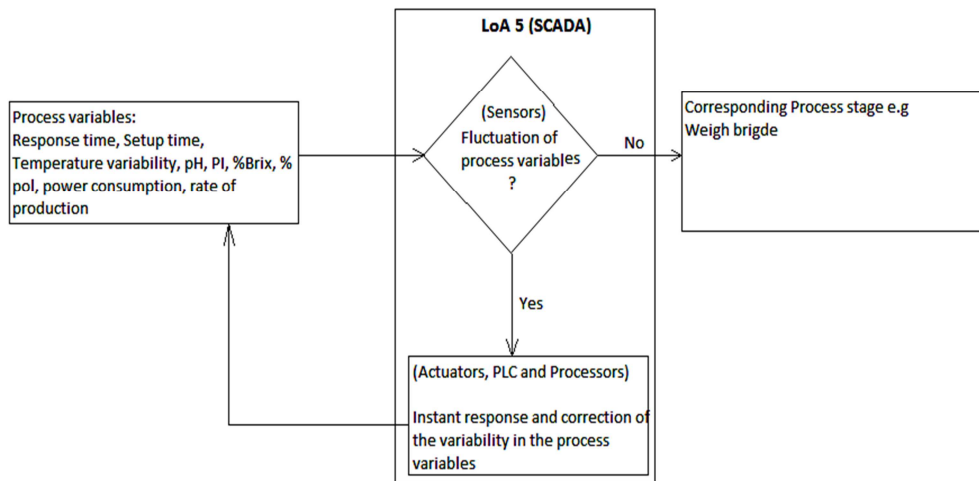 LoA 5 (SCADA)
Process variables:
Response time, Setup time,
Temperature variability, pH, PI, %Brix, %
pol, power consumption, rate of
production
(Sensors)
Fluctuation of
process variables
?
No
Corresponding Process stage e.g
Weigh brigde
Yes
(Actuators, PLC and Processors)
Instant response and correction of
the variability in the process
variables